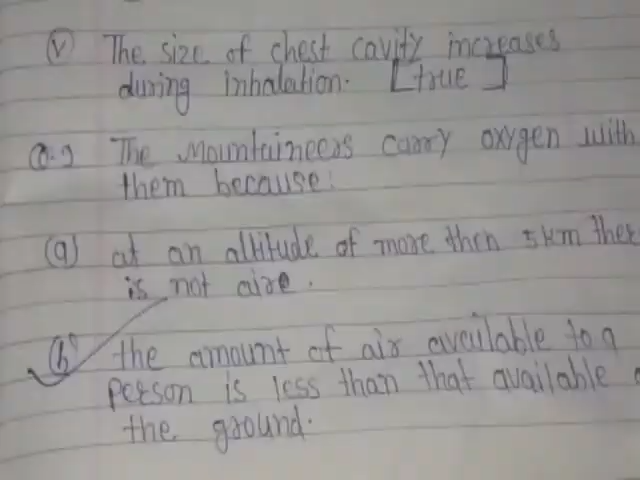 (v) The size of chest cavity increases
during inhalation. [true]
Q.9 The Mountaineers carry oxygen with
them because:
(a) at an altitude of more then 5km ther
is not aire.
(b) the amount of air available to a
person is less than that available
the ground.